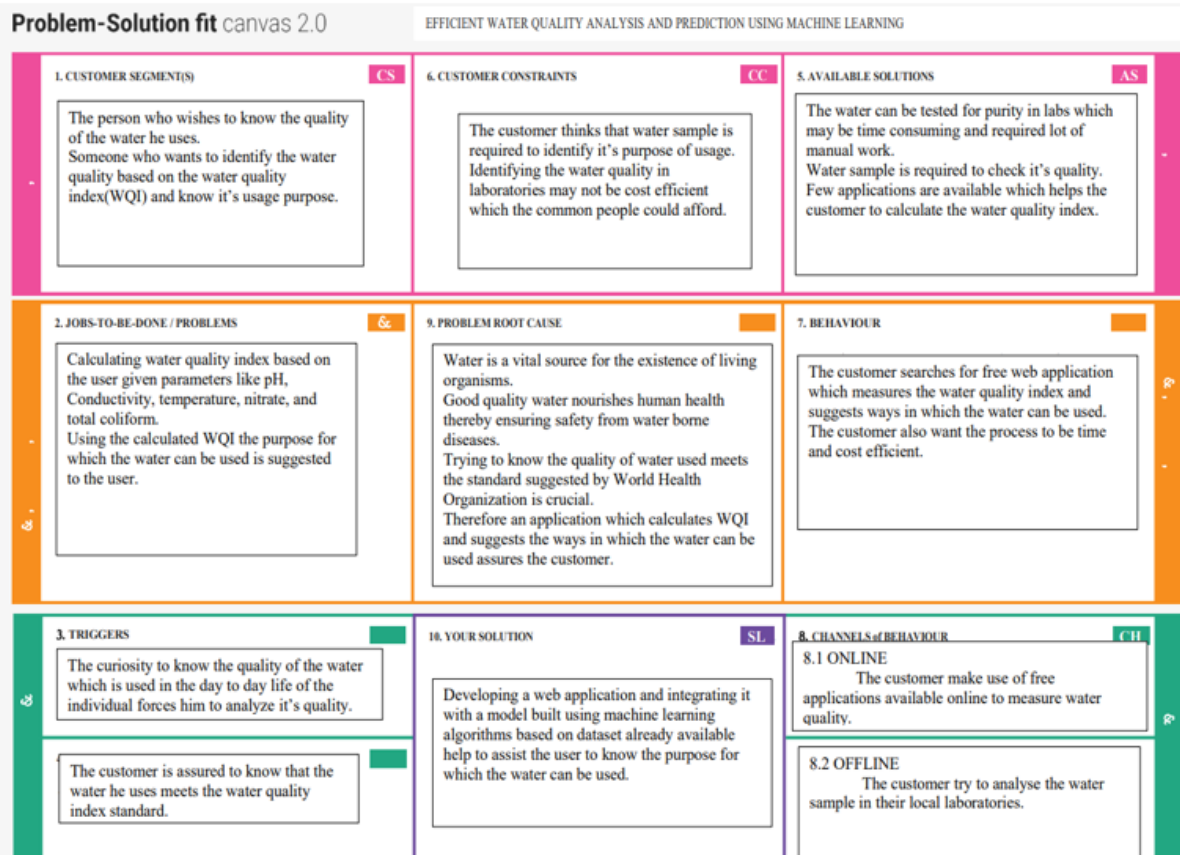 Problem-Solution fit canvas 2.0
EFFICIENT WATER QUALITY ANALYSIS AND PREDICTION USING MACHINE LEARNING
1. CUSTOMER SEGMENT(S)
CS
The person who wishes to know the quality
of the water he uses.
Someone who wants to identify the water
quality based on the water quality
index(WQI) and know it's usage purpose.
6. CUSTOMER CONSTRAINTS
CC
The customer thinks that water sample is
required to identify it's purpose of usage.
Identifying the water quality in
laboratories may not be cost efficient
which the common people could afford.
5. AVAILABLE SOLUTIONS
AS
The water can be tested for purity in labs which
may be time consuming and required lot of
manual work.
Water sample is required to check it's quality.
Few applications are available which helps the
customer to calculate the water quality index.
2. JOBS-TO-BE-DONE / PROBLEMS
&
Calculating water quality index based on
the user given parameters like pH,
Conductivity, temperature, nitrate, and
total coliform.
Using the calculated WQI the purpose for
which the water can be used is suggested
to the user.
&
9. PROBLEM ROOT CAUSE
Water is a vital source for the existence of living
organisms.
Good quality water nourishes human health
thereby ensuring safety from water borne
diseases.
Trying to know the quality of water used meets
the standard suggested by World Health
Organization is crucial.
Therefore an application which calculates WQI
and suggests the ways in which the water can be
used assures the customer.
7. BEHAVIOUR
The customer searches for free web application
which measures the water quality index and
suggests ways in which the water can be used.
The customer also want the process to be time
and cost efficient.
&
3. TRIGGERS
The curiosity to know the quality of the water
which is used in the day to day life of the
individual forces him to analyze it's quality.
&
The customer is assured to know that the
water he uses meets the water quality
index standard.
10. YOUR SOLUTION
SL
Developing a web application and integrating it
with a model built using machine learning
algorithms based on dataset already available
help to assist the user to know the purpose for
which the water can be used.
8. CHANNELS of BEHAVIOUR
CH
8.1 ONLINE
The customer make use of free
applications available online to measure water
quality.
&
8.2 OFFLINE
The customer try to analyse the water
sample in their local laboratories.